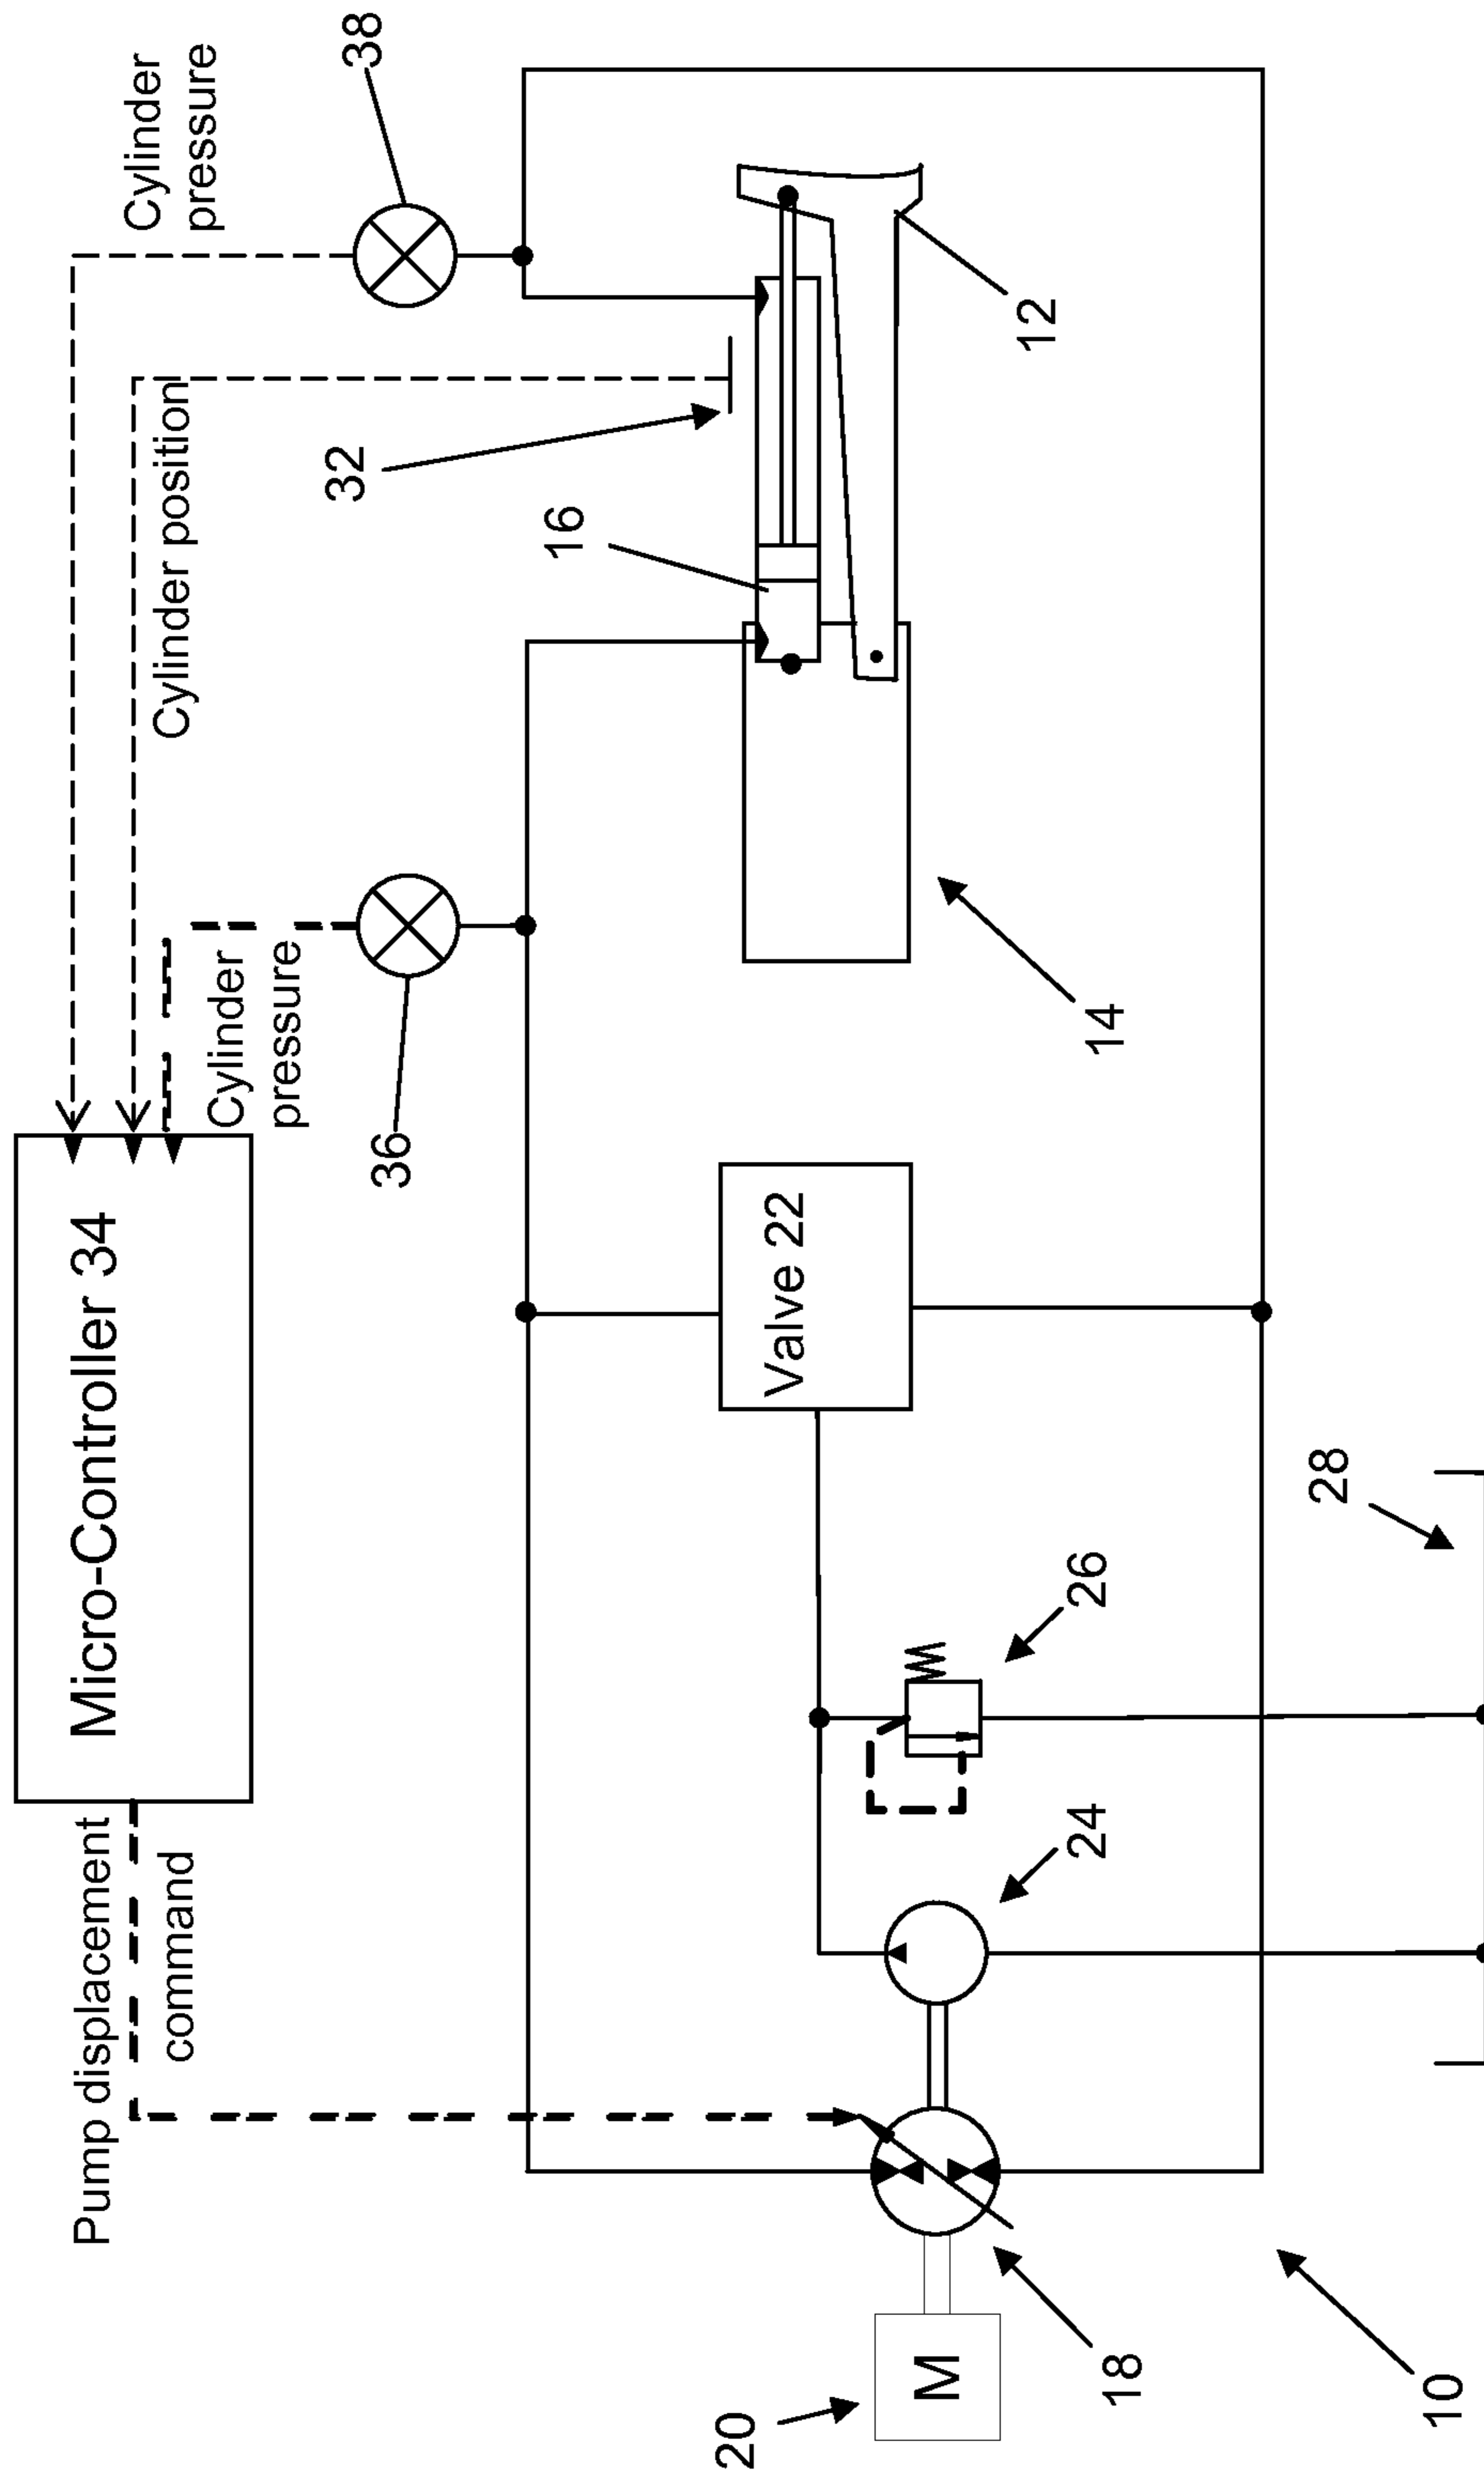 Pump displacement
command
Micro-Controller 34
Cylinder
pressure
Cylinder position
Cylinder
pressure
36
38
32
16
12
14
Valve 22
28
26
24
20
M
18
10